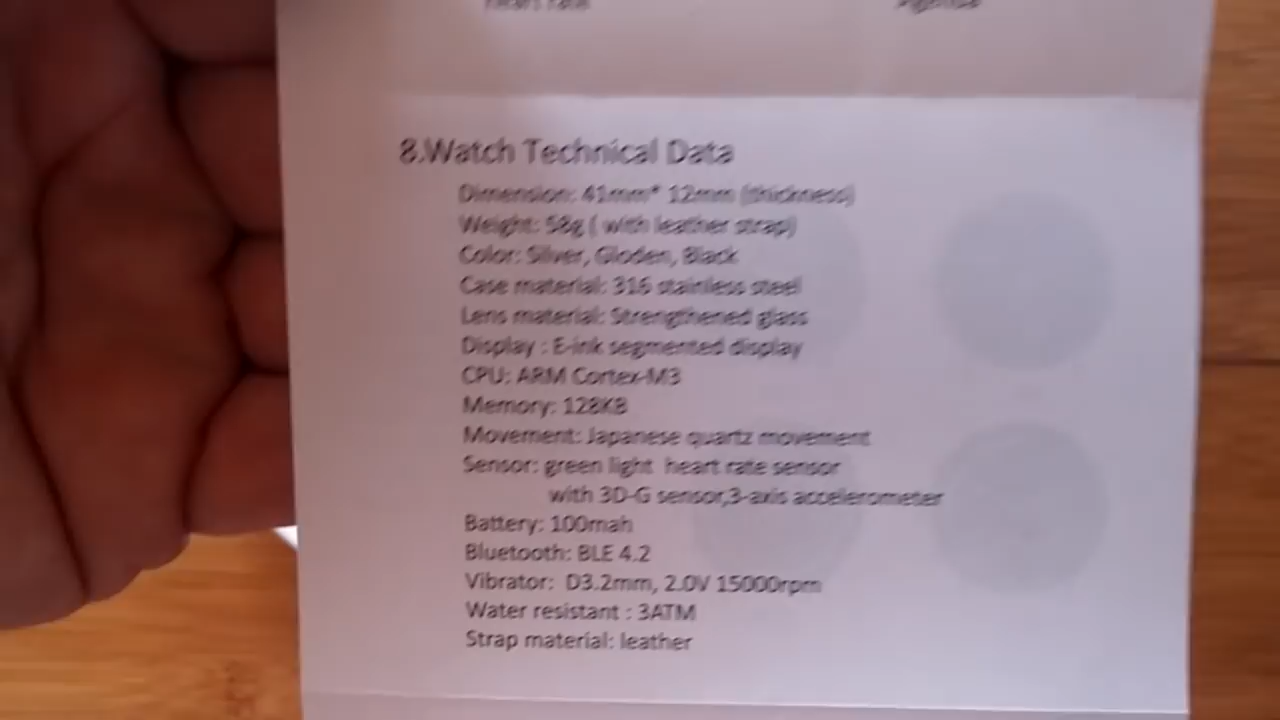 Heart rate Agenda
8.Watch Technical Data
Dimension: 41mm* 12mm (thickness)
Weight: 58g ( with leather strap)
Color: Silver, Gloden, Black
Case material: 316 stainless steel
Lens material: Strengthened glass
Display : E-ink segmented display
CPU: ARM Cortex-M3
Memory: 128KB
Movement: Japanese quartz movement
Sensor: green light heart rate sensor
with 3D-G sensor,3-axis accelerometer
Battery: 100mah
Bluetooth: BLE 4.2
Vibrator: D3.2mm, 2.0V 15000rpm
Water resistant : 3ATM
Strap material: leather